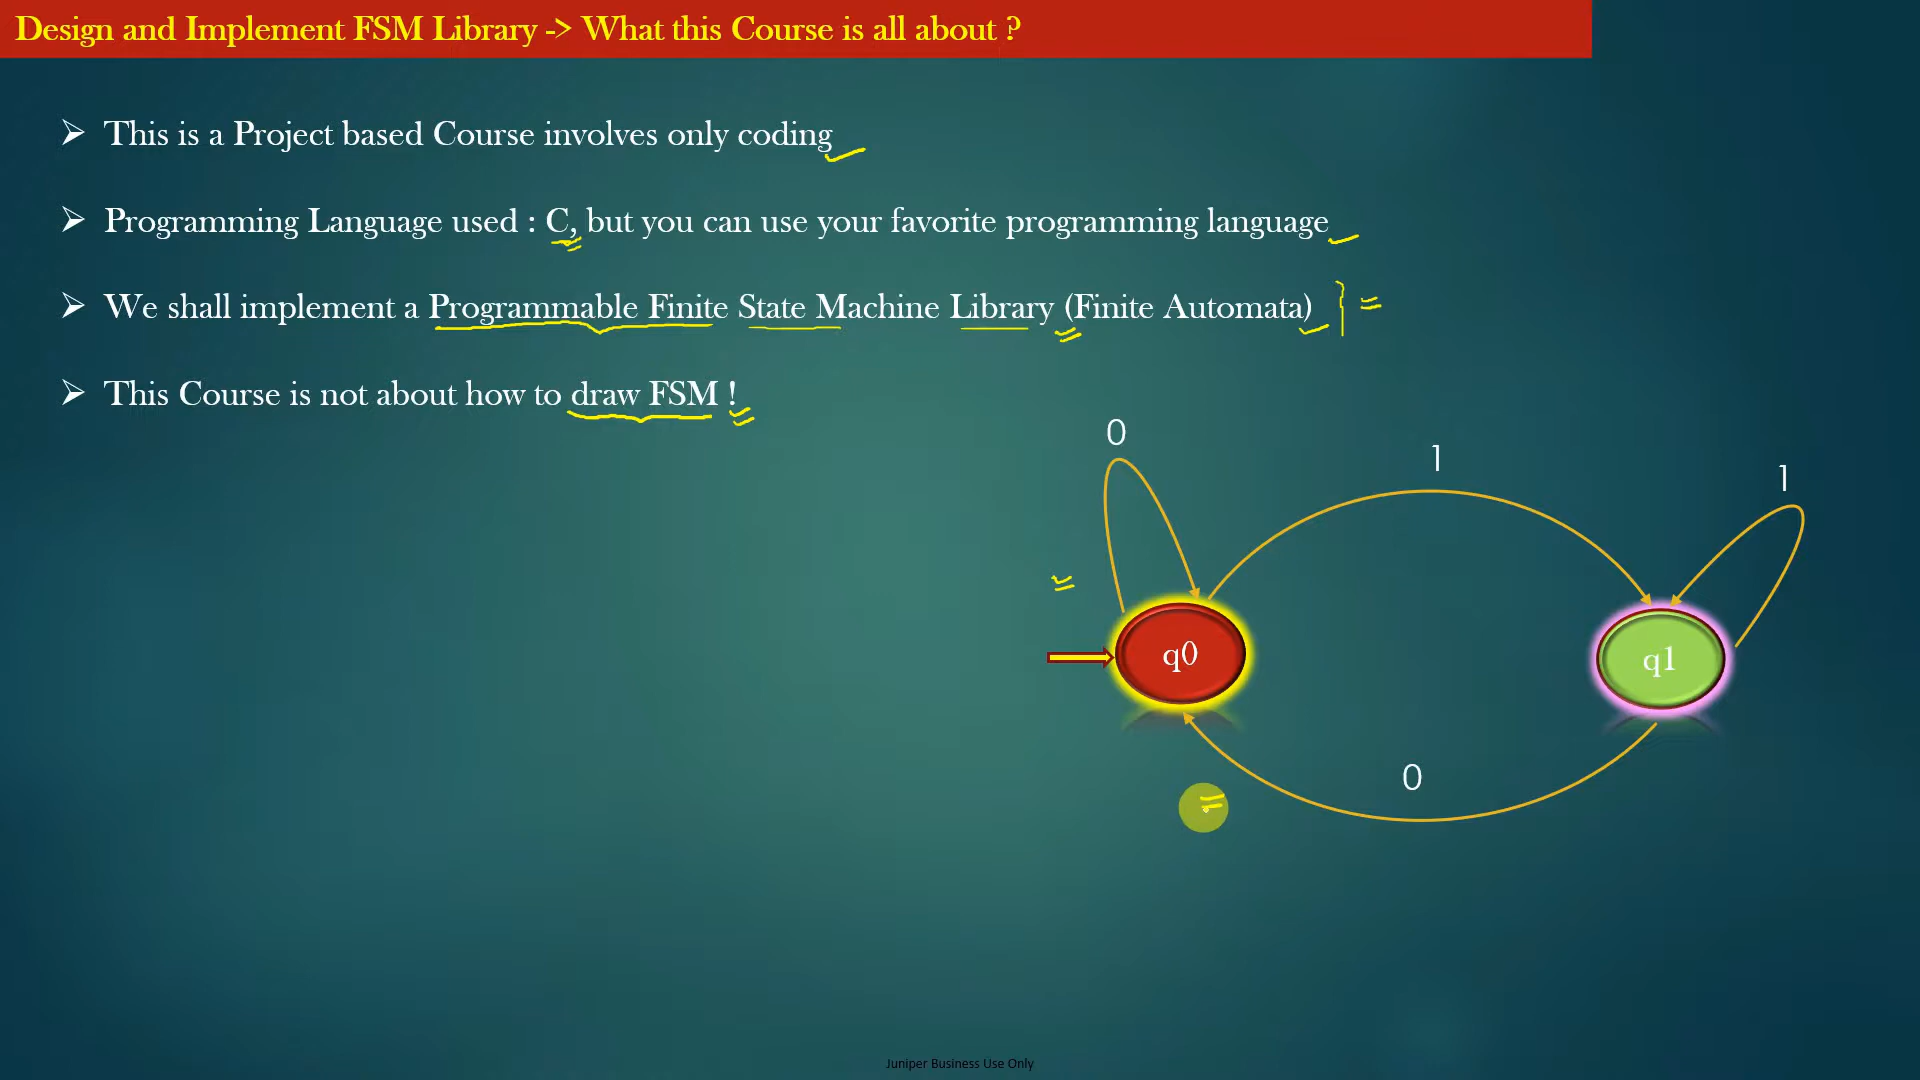 Design and Implement FSM Library -> What this Course is all about ?
➢ This is a Project based Course involves only coding
➢ Programming Language used : C, but you can use your favorite programming language
➢ We shall implement a Programmable Finite State Machine Library (Finite Automata)
➢ This Course is not about how to draw FSM !
0
1
1
q0
q1
0
Juniper Business Use Only